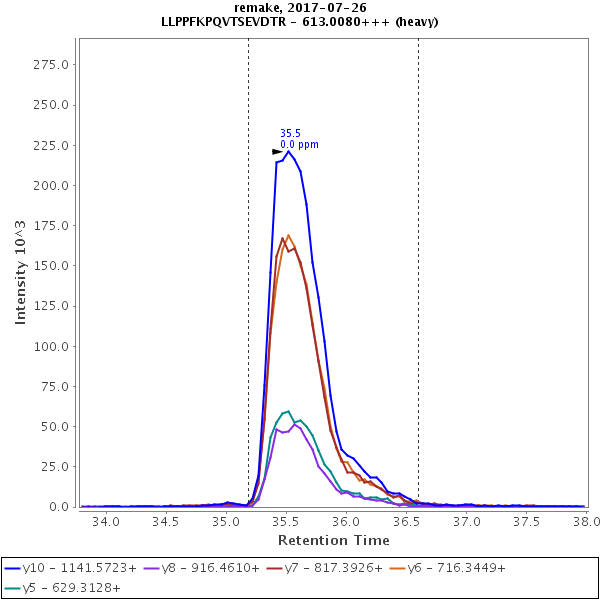 remake, 2017-07-26
LLPPFKPQVTSEVDTR - 613.0080+++ (heavy)
275.0
250.0
225.0
200.0
175.0
150.0
125.0
100.0
75.0
50.0
25.0
0.0
Intensity 10^3
35.5
0.0 ppm
34.0 34.5 35.0 35.5 36.0 36.5 37.0 37.5 38.0
Retention Time
y10 - 1141.5723+ y8 - 916.4610+ y7 - 817.3926+ y6 - 716.3449+
y5 - 629.3128+